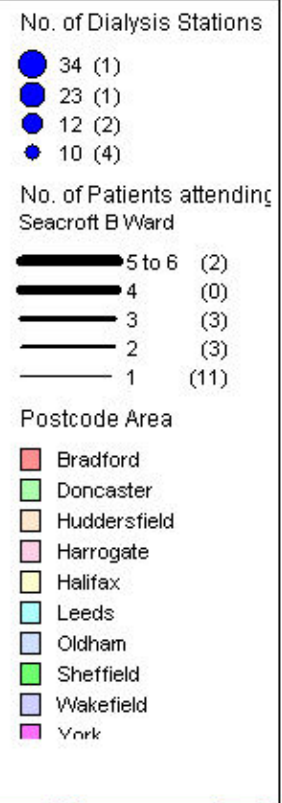 No. of Dialysis Stations
34 (1)
23 (1)
12 (2)
10 (4)
No. of Patients attending
Seacroft B Ward
5 to 6 (2)
4 (0)
3 (3)
2 (3)
1 (11)
Postcode Area
Bradford
Doncaster
Huddersfield
Harrogate
Halifax
Leeds
Oldham
Sheffield
Wakefield
York